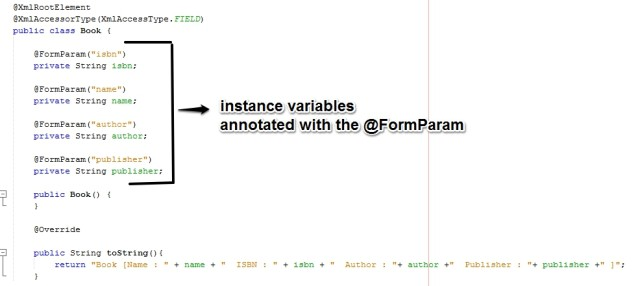 @XmlRootElement
@XmlAccessorType(XmlAccessType.FIELD)
public class Book {
@FormParam("isbn")
private String isbn;
@FormParam("name")
private String name;
@FormParam("author")
private String author;
@FormParam("publisher")
private String publisher;
instance variables
annotated with the @FormParam
public Book() {
}
@Override
public String toString(){
return "Book [Name : " + name + "  ISBN : " + isbn + "  Author : "+ author +"  Publisher : "+ publisher +" ]";
}